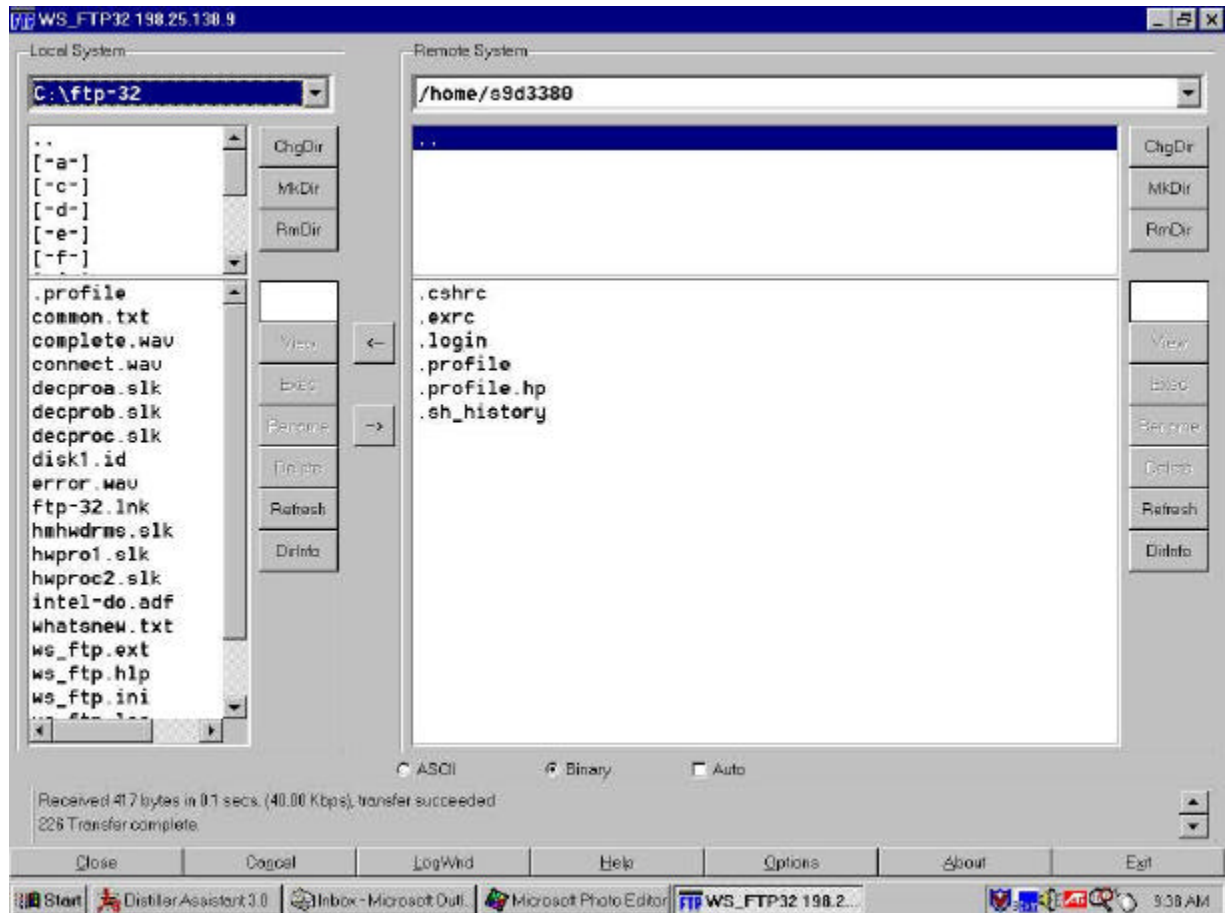 WS_FTP32 198.25.138.9
Local System
C:\ftp-32
..
[-a-]
[-c-]
[-d-]
[-e-]
[-f-]
ChgDir
MkDir
RmDir
.profile
common.txt
complete.wav
connect.wav
decproa.slk
decprob.slk
decproc.slk
disk1.id
error.wav
ftp-32.lnk
hmhwdrms.slk
hwpro1.slk
hwproc2.slk
intel-do.adf
whatsnew.txt
ws_ftp.ext
ws_ftp.hlp
ws_ftp.ini
View
Exec
Rename
Delete
Refresh
DirInfo
<-
->
Remote System
/home/s9d3380
..
ChgDir
MkDir
RmDir
.cshrc
.exrc
.login
.profile
.profile.hp
.sh_history
View
Exec
Rename
Delete
Refresh
DirInfo
ASCII Binary Auto
Received 417 bytes in 0.1 secs, (40.00 Kbps), transfer succeeded
226 Transfer complete.
Close Cancel LogWnd Help Options About Exit
Start Distiller Assistant 3.0 Inbox - Microsoft Outl.. Microsoft Photo Editor WS_FTP32 198.2... 9:38 AM